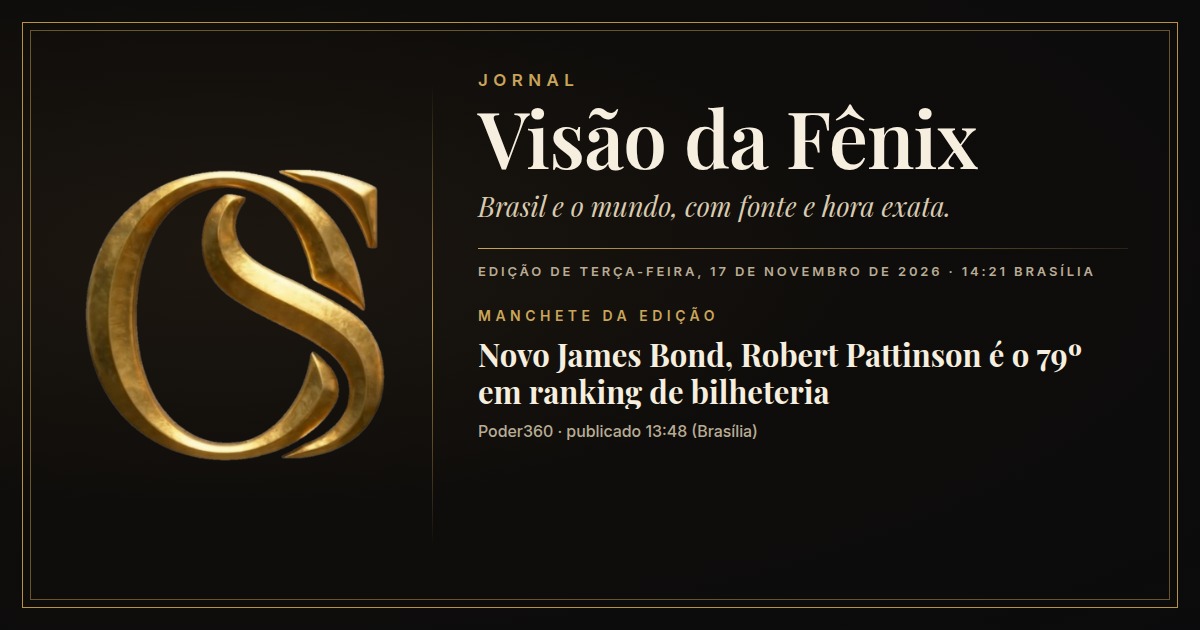 JORNAL
Visão da Fênix
Brasil e o mundo, com fonte e hora exata.
EDIÇÃO DE TERÇA-FEIRA, 17 DE NOVEMBRO DE 2026 · 14:21 BRASÍLIA
MANCHETE DA EDIÇÃO
Novo James Bond, Robert Pattinson é o 79º
em ranking de bilheteria
Poder360 · publicado 13:48 (Brasília)
CS